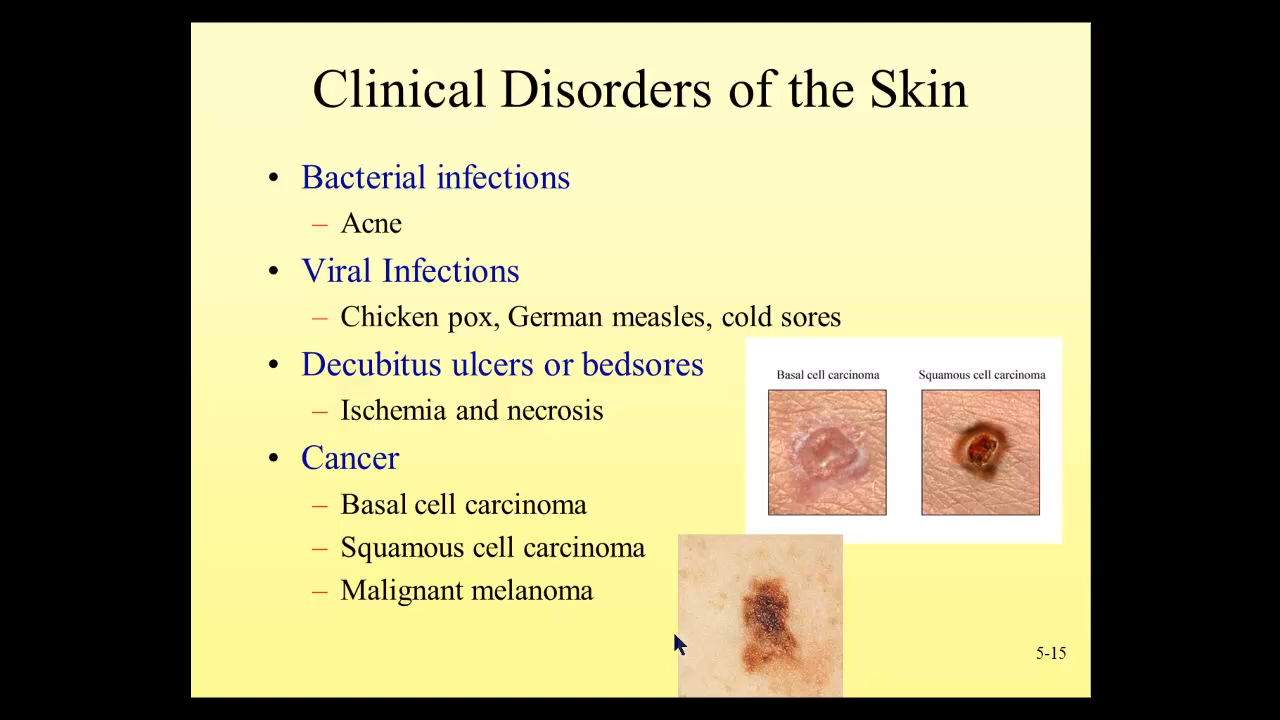 Clinical Disorders of the Skin
• Bacterial infections
– Acne
• Viral Infections
– Chicken pox, German measles, cold sores
• Decubitus ulcers or bedsores
– Ischemia and necrosis
• Cancer
– Basal cell carcinoma
– Squamous cell carcinoma
– Malignant melanoma
Basal cell carcinoma
Squamous cell carcinoma
5-15